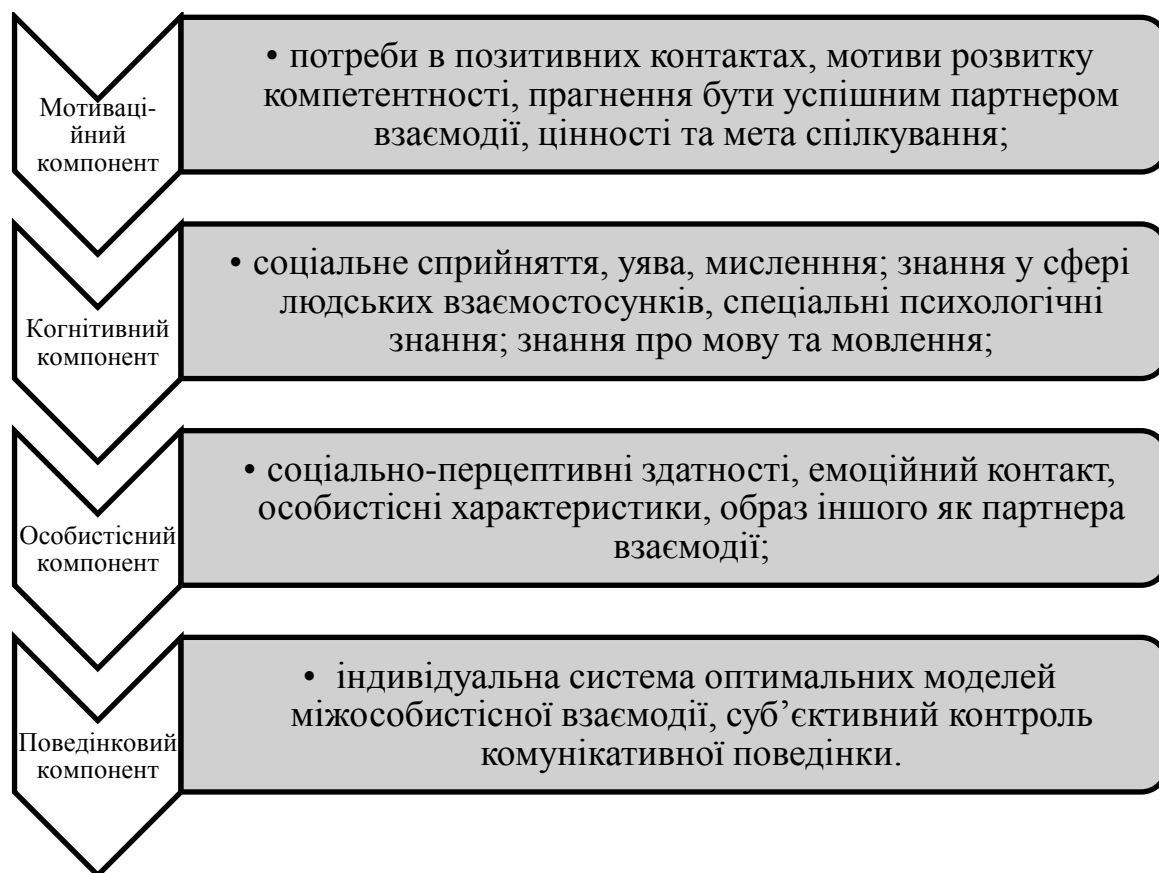 Мотиваці-
йний
компонент
• потреби в позитивних контактах, мотиви розвитку
компетентності, прагнення бути успішним партнером
взаємодії, цінності та мета спілкування;
Когнітивний
компонент
• соціальне сприйняття, уява, мисленння; знання у сфері
людських взаємостосунків, спеціальні психологічні
знання; знання про мову та мовлення;
Особистісний
компонент
• соціально-перцептивні здатності, емоційний контакт,
особистісні характеристики, образ іншого як партнера
взаємодії;
Поведінковий
компонент
• індивідуальна система оптимальних моделей
міжособистісної взаємодії, суб’єктивний контроль
комунікативної поведінки.